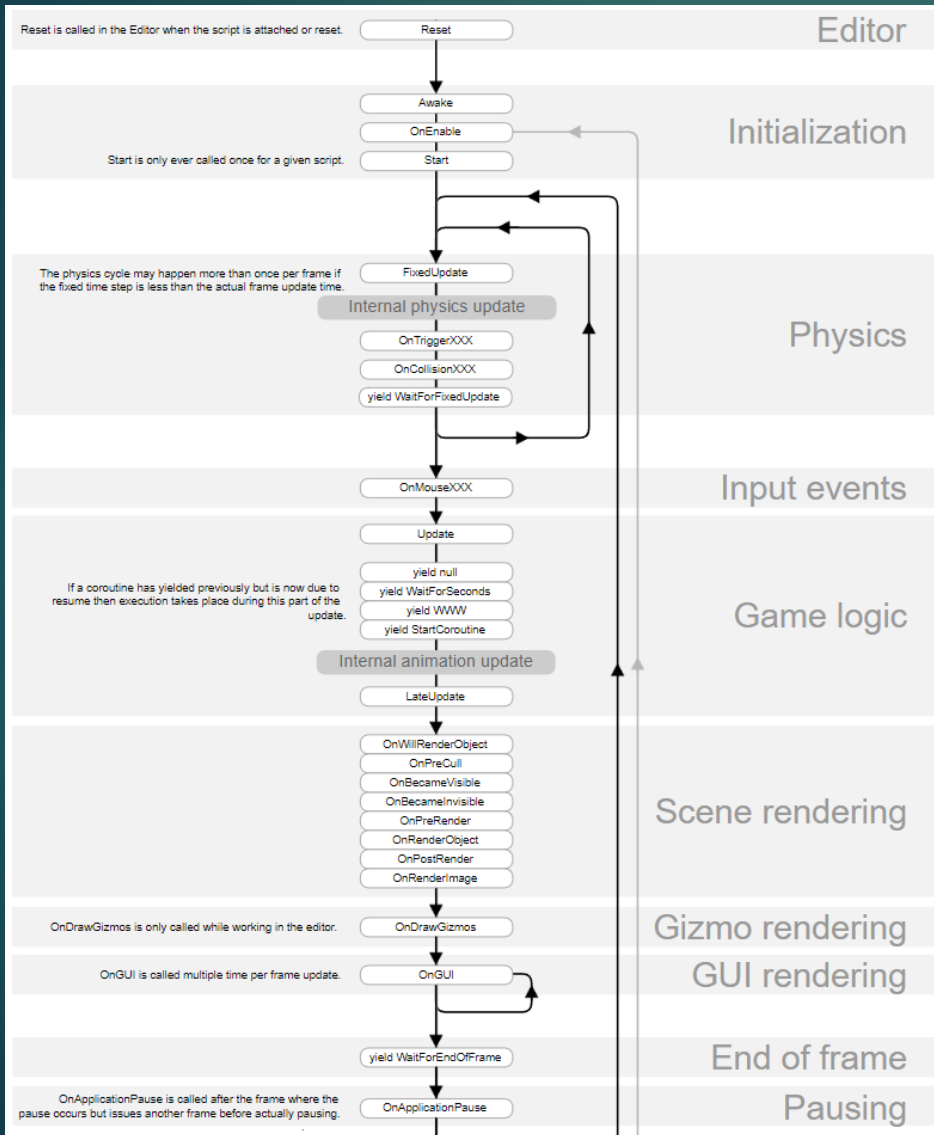 Reset is called in the Editor when the script is attached or reset.
Reset
Editor
Awake
OnEnable
Initialization
Start is only ever called once for a given script.
Start
The physics cycle may happen more than once per frame if
the fixed time step is less than the actual frame update time.
FixedUpdate
Internal physics update
Physics
OnTriggerXXX
OnCollisionXXX
yield WaitForFixedUpdate
OnMouseXXX
Input events
Update
yield null
If a coroutine has yielded previously but is now due to
resume then execution takes place during this part of the
update.
yield WaitForSeconds
yield WWW
yield StartCoroutine
Game logic
Internal animation update
LateUpdate
OnWillRenderObject
OnPreCull
OnBecameVisible
OnBecameInvisible
OnPreRender
OnRenderObject
OnPostRender
OnRenderImage
Scene rendering
OnDrawGizmos is only called while working in the editor.
OnDrawGizmos
Gizmo rendering
OnGUI is called multiple time per frame update.
OnGUI
GUI rendering
yield WaitForEndOfFrame
End of frame
OnApplicationPause is called after the frame where the
pause occurs but issues another frame before actually pausing.
OnApplicationPause
Pausing